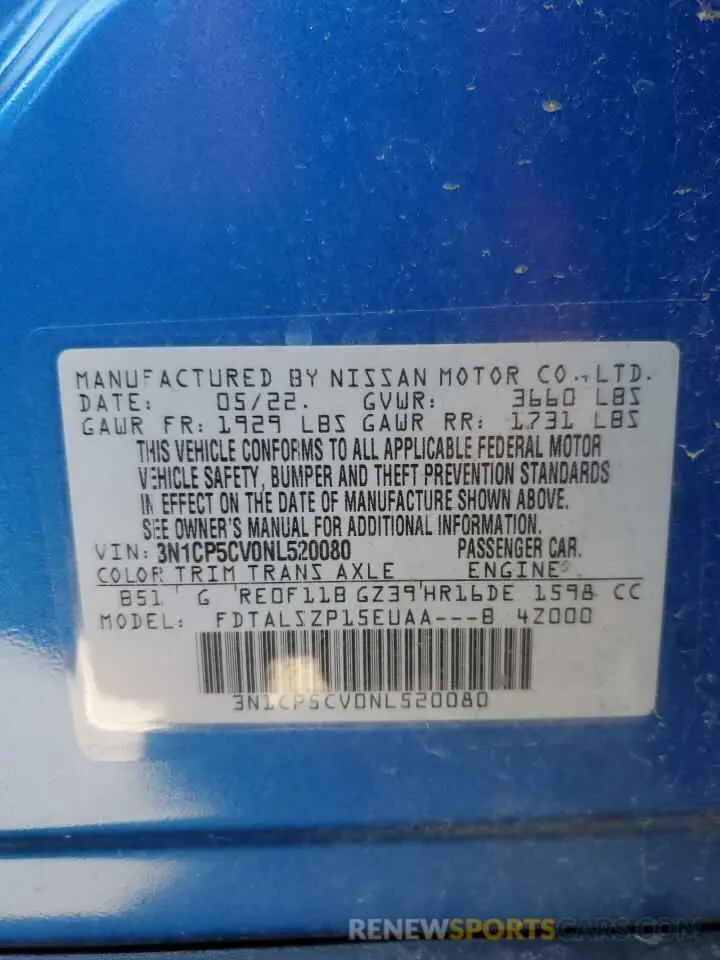 MANUFACTURED BY NISSAN MOTOR CO., LTD.
DATE: 05/22. GVWR: 3660 LBS
GAWR FR: 1929 LBS GAWR RR: 1731 LBS
THIS VEHICLE CONFORMS TO ALL APPLICABLE FEDERAL MOTOR
VEHICLE SAFETY, BUMPER AND THEFT PREVENTION STANDARDS
IN EFFECT ON THE DATE OF MANUFACTURE SHOWN ABOVE.
SEE OWNER'S MANUAL FOR ADDITIONAL INFORMATION.
VIN: 3N1CP5CV0NL520080 PASSENGER CAR.
COLOR TRIM TRANS AXLE ENGINE
B51 G RE0F11B GZ39 HR16DE 1598 CC
MODEL: FDTALSZP15EUAA---B 4Z000
3N1CP5CV0NL520080
RENEWSPORTSCARS.COM